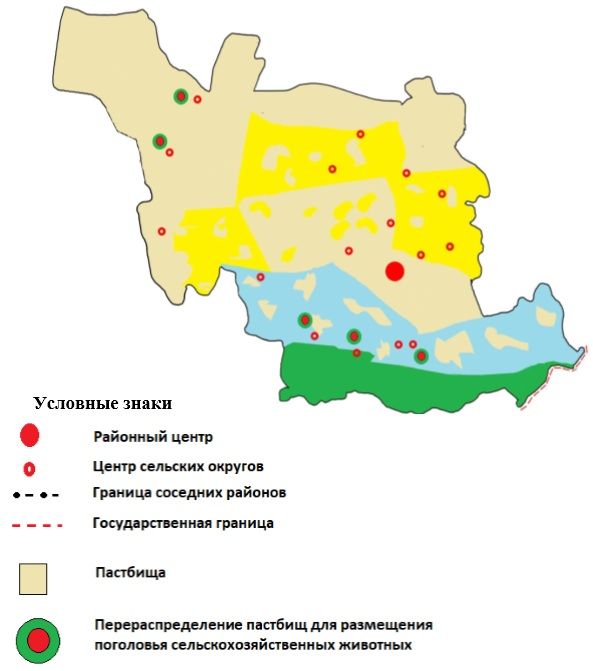 Условные знаки
Районный центр
Центр сельских округов
Граница соседних районов
Государственная граница
Пастбища
Перераспределение пастбищ для размещения
поголовья сельскохозяйственных животных